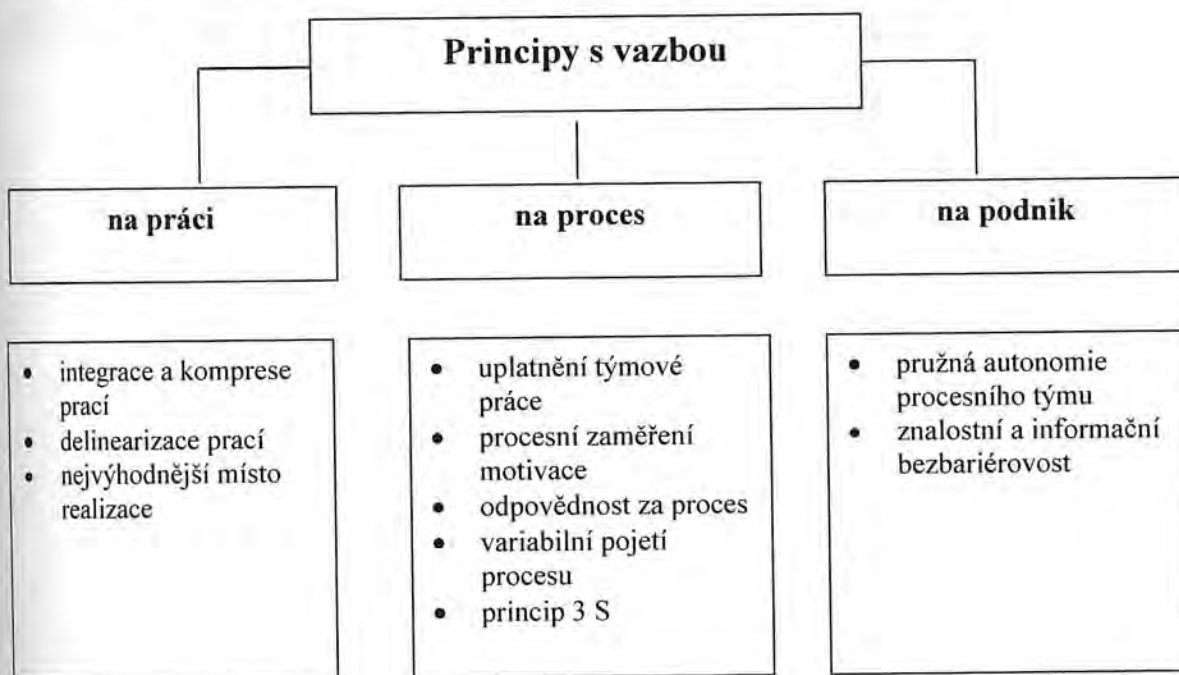 Principy s vazbou
na práci
na proces
na podnik
• integrace a komprese
prací
• delinearizace prací
• nejvýhodnější místo
realizace
• uplatnění týmové
práce
• procesní zaměření
motivace
• odpovědnost za proces
• variabilní pojetí
procesu
• princip 3 S
• pružná autonomie
procesního týmu
• znalostní a informační
bezbariérovost